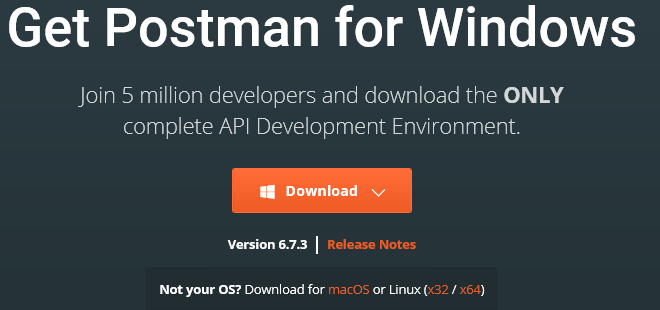 Get Postman for Windows
Join 5 million developers and download the ONLY
complete API Development Environment.
Download
Version 6.7.3 | Release Notes
Not your OS? Download for macOS or Linux (x32 / x64)